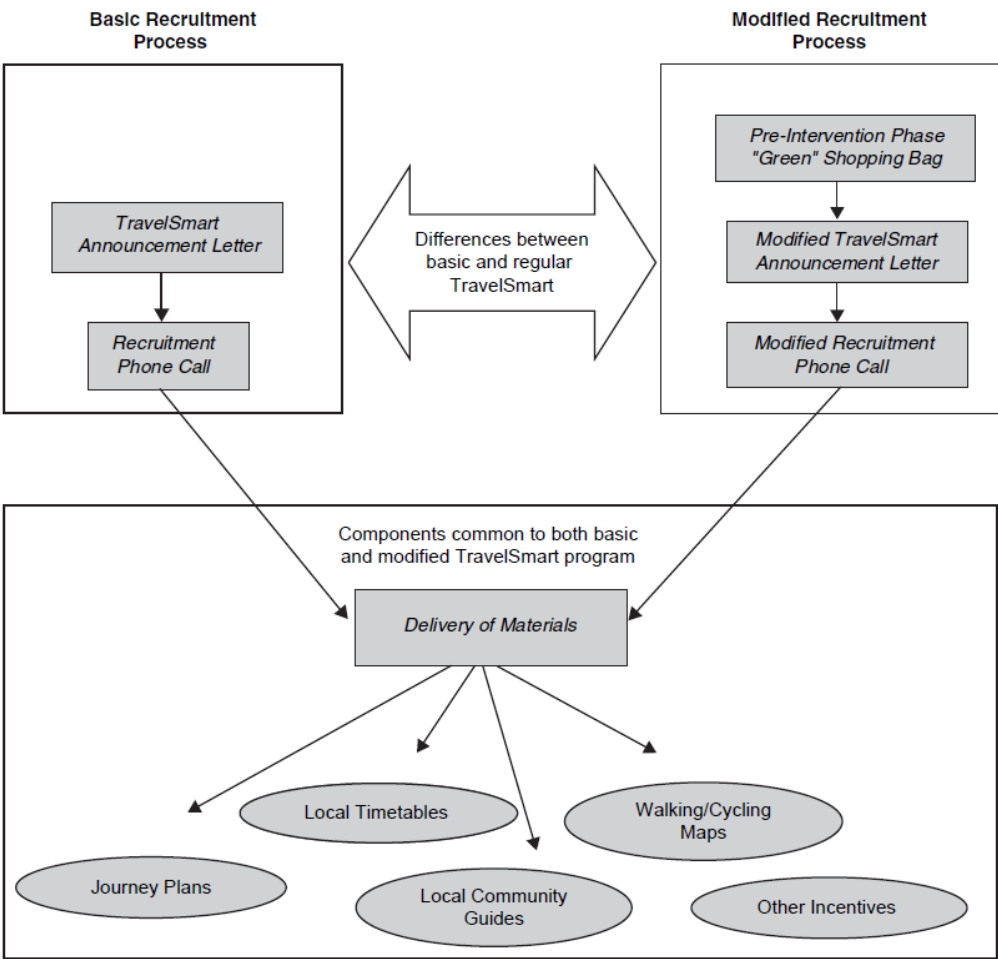 Basic Recruitment
Process
Modified Recruitment
Process
Pre-Intervention Phase
"Green" Shopping Bag
TravelSmart
Announcement Letter
Differences between
basic and regular
TravelSmart
Modified TravelSmart
Announcement Letter
Recruitment
Phone Call
Modified Recruitment
Phone Call
Components common to both basic
and modified TravelSmart program
Delivery of Materials
Local Timetables
Walking/Cycling
Maps
Journey Plans
Local Community
Guides
Other Incentives